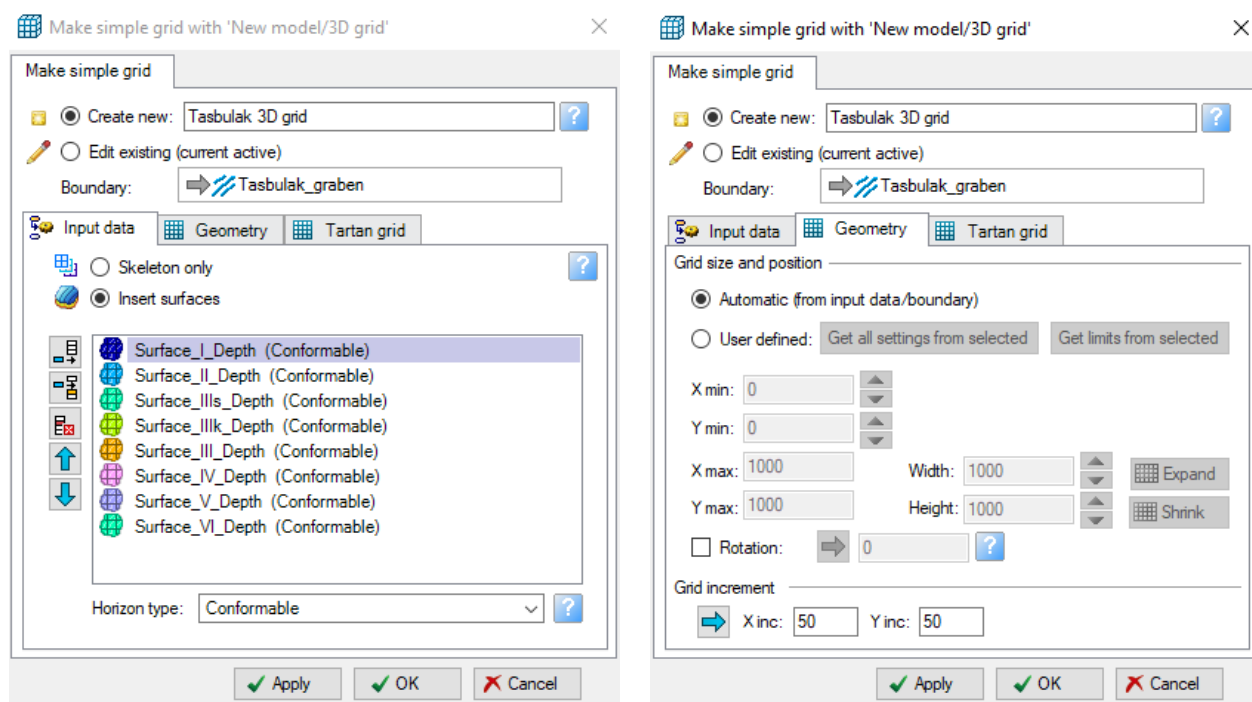 Make simple grid with 'New model/3D grid'
Make simple grid
Create new: Tasbulak 3D grid ?
Edit existing (current active)
Boundary: Tasbulak_graben
Input data Geometry Tartan grid
Skeleton only ?
Insert surfaces
Surface_I_Depth (Conformable)
Surface_II_Depth (Conformable)
Surface_IIIs_Depth (Conformable)
Surface_IIIk_Depth (Conformable)
Surface_III_Depth (Conformable)
Surface_IV_Depth (Conformable)
Surface_V_Depth (Conformable)
Surface_VI_Depth (Conformable)
Horizon type: Conformable ?
Apply OK Cancel
Make simple grid with 'New model/3D grid'
Make simple grid
Create new: Tasbulak 3D grid ?
Edit existing (current active)
Boundary: Tasbulak_graben
Input data Geometry Tartan grid
Grid size and position
Automatic (from input data/boundary)
User defined: Get all settings from selected Get limits from selected
X min: 0
Y min: 0
X max: 1000 Width: 1000 Expand
Y max: 1000 Height: 1000 Shrink
Rotation: 0 ?
Grid increment
X inc: 50 Y inc: 50
Apply OK Cancel